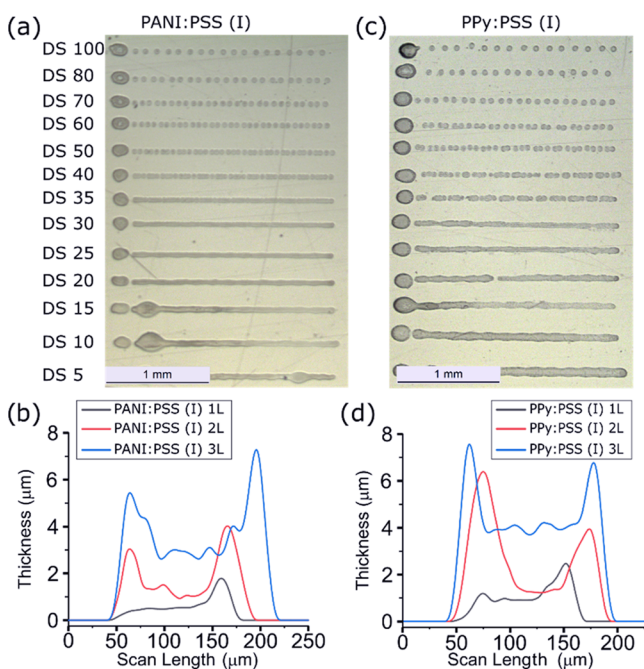 (a) PANI:PSS (I)
DS 100
DS 80
DS 70
DS 60
DS 50
DS 40
DS 35
DS 30
DS 25
DS 20
DS 15
DS 10
DS 5
1 mm
(c) PPy:PSS (I)
1 mm
(b)
PANI:PSS (I) 1L
PANI:PSS (I) 2L
PANI:PSS (I) 3L
Thickness (μm)
8
6
4
2
0
0 50 100 150 200 250
Scan Length (μm)
(d)
PPy:PSS (I) 1L
PPy:PSS (I) 2L
PPy:PSS (I) 3L
Thickness (μm)
8
6
4
2
0
0 50 100 150 200
Scan Length (μm)